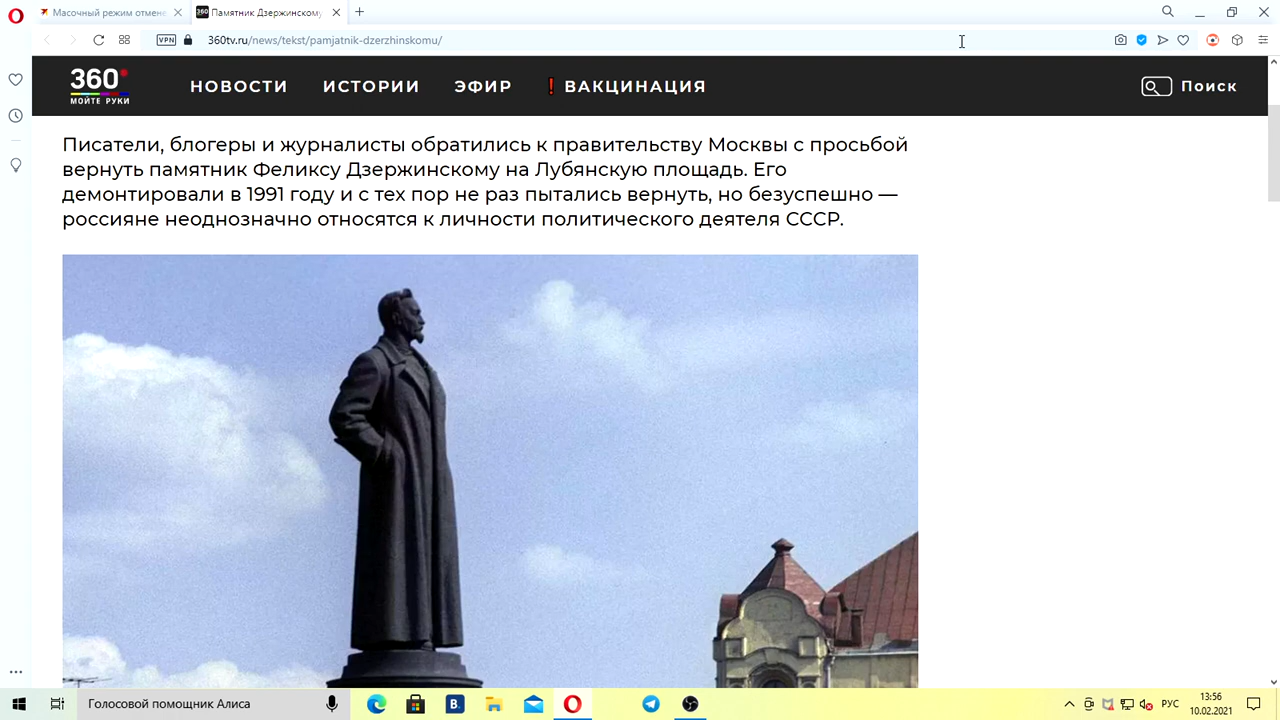 Масочный режим отмене
Памятник Дзержинскому
VPN
360tv.ru/news/tekst/pamjatnik-dzerzhinskomu/
360°
МОЙТЕ РУКИ
НОВОСТИ
ИСТОРИИ
ЭФИР
❗ ВАКЦИНАЦИЯ
Поиск
Писатели, блогеры и журналисты обратились к правительству Москвы с просьбой
вернуть памятник Феликсу Дзержинскому на Лубянскую площадь. Его
демонтировали в 1991 году и с тех пор не раз пытались вернуть, но безуспешно —
россияне неоднозначно относятся к личности политического деятеля СССР.
Голосовой помощник Алиса
B.
РУС
13:56
10.02.2021